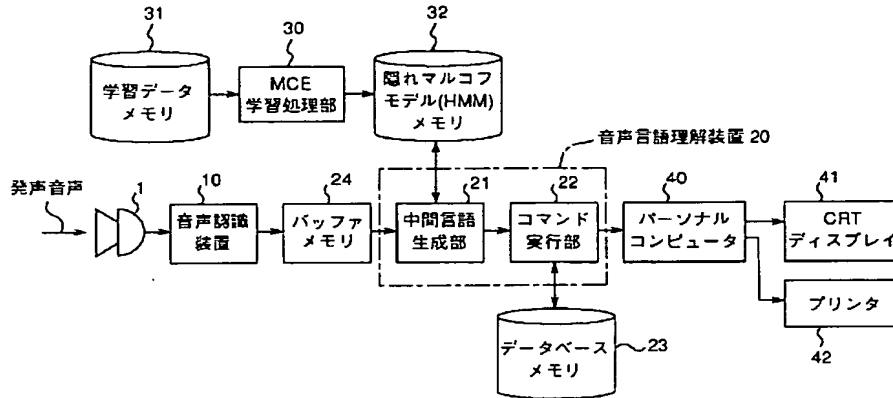 31
30
32
学習データ
メモリ
MCE
学習処理部
隠れマルコフ
モデル(HMM)
メモリ
音声言語理解装置 20
発声音声
1
10
24
21
22
40
41
音声認識
装置
バッファ
メモリ
中間言語
生成部
コマンド
実行部
パーソナル
コンピュータ
CRT
ディスプレイ
プリンタ
42
データベース
メモリ
23